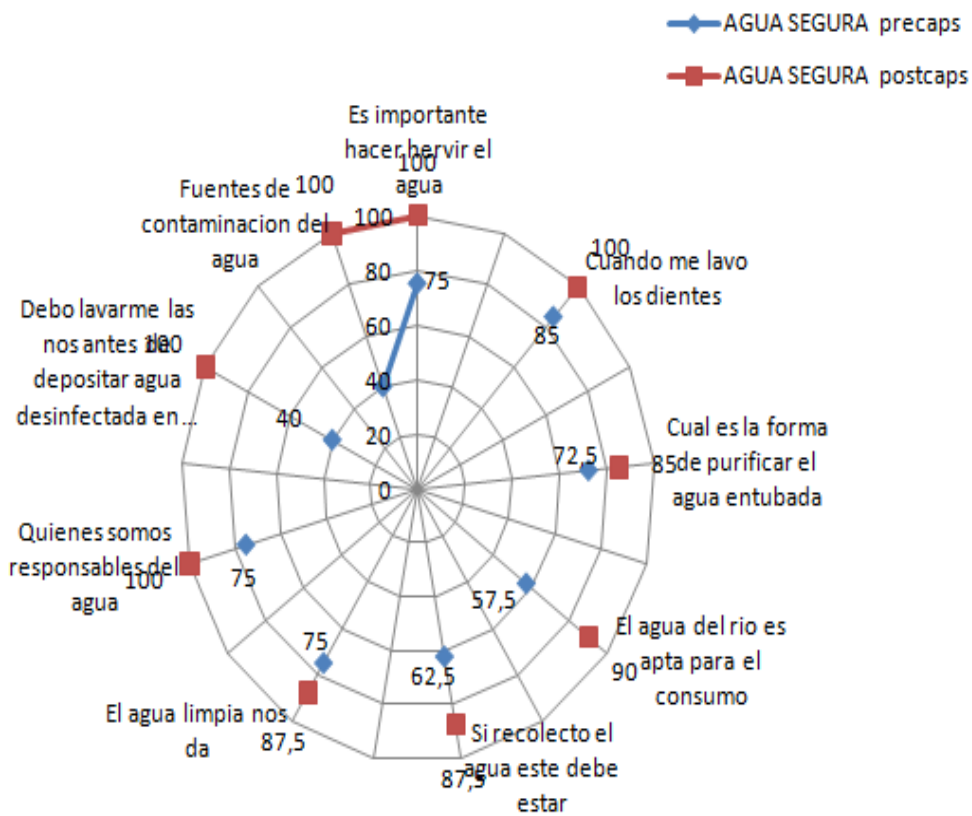 AGUA SEGURA precaps
AGUA SEGURA postcaps
Es importante
hacer hervir el
agua
100
Cuando me lavo
los dientes
100
85
Cual es la forma
de purificar el
agua entubada
72,5
85
El agua del rio es
apta para el
consumo
57,5
90
Si recolecto el
agua este debe
estar
62,5
87,5
El agua limpia nos
da
75
87,5
Quienes somos
responsables del
agua
100
75
Debo lavarme las
nos antes de
depositar agua
desinfectada en...
100
40
Fuentes de
contaminacion del
agua
100
75
100
80
60
40
20
0